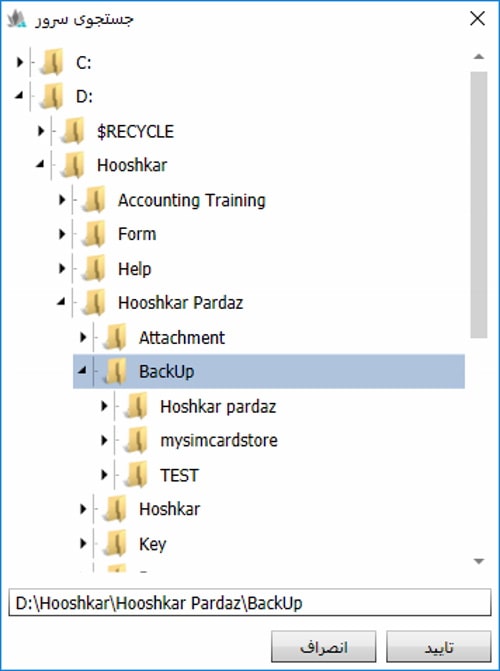 جستجوی سرور
C:
D:
$RECYCLE
Hooshkar
Accounting Training
Form
Help
Hooshkar Pardaz
Attachment
BackUp
Hoshkar pardaz
mysimcardstore
TEST
Hoshkar
Key
D:\Hooshkar\Hooshkar Pardaz\BackUp
تایید
انصراف